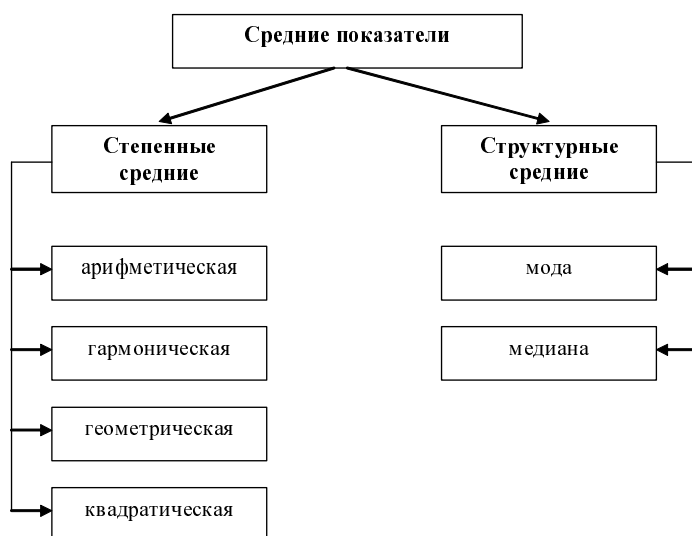 Средние показатели
Степенные
средние
Структурные
средние
арифметическая
мода
гармоническая
медиана
геометрическая
квадратическая